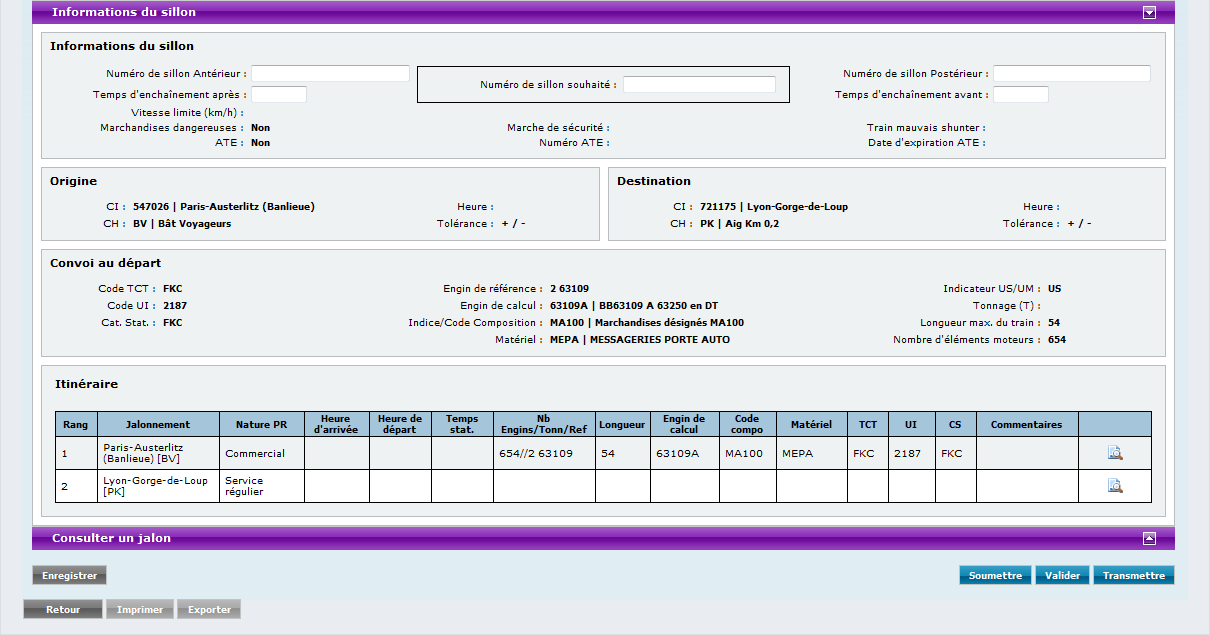 Informations du sillon
Informations du sillon
Numéro de sillon Antérieur :
Numéro de sillon souhaité :
Numéro de sillon Postérieur :
Temps d'enchaînement après :
Temps d'enchaînement avant :
Vitesse limite (km/h) :
Marchandises dangereuses : Non
Marche de sécurité :
Train mauvais shunter :
ATE : Non
Numéro ATE :
Date d'expiration ATE :
Origine
CI : 547026 | Paris-Austerlitz (Banlieue)
Heure :
CH : BV | Bât Voyageurs
Tolérance : + / -
Destination
CI : 721175 | Lyon-Gorge-de-Loup
Heure :
CH : PK | Aig Km 0,2
Tolérance : + / -
Convoi au départ
Code TCT : FKC
Engin de référence : 2 63109
Indicateur US/UM : US
Code UI : 2187
Engin de calcul : 63109A | BB63109 A 63250 en DT
Tonnage (T) :
Cat. Stat. : FKC
Indice/Code Composition : MA100 | Marchandises désignés MA100
Longueur max. du train : 54
Matériel : MEPA | MESSAGERIES PORTE AUTO
Nombre d'éléments moteurs : 654
Itinéraire
Rang
Jalonnement
Nature PR
Heure
d'arrivée
Heure de
départ
Temps
stat.
Nb
Engins/Tonn/Ref
Longueur
Engin de
calcul
Code
compo
Matériel
TCT
UI
CS
Commentaires
1
Paris-Austerlitz
(Banlieue) [BV]
Commercial
654//2 63109
54
63109A
MA100
MEPA
FKC
2187
FKC
2
Lyon-Gorge-de-Loup
[PK]
Service
régulier
Consulter un jalon
Enregistrer
Soumettre
Valider
Transmettre
Retour
Imprimer
Exporter